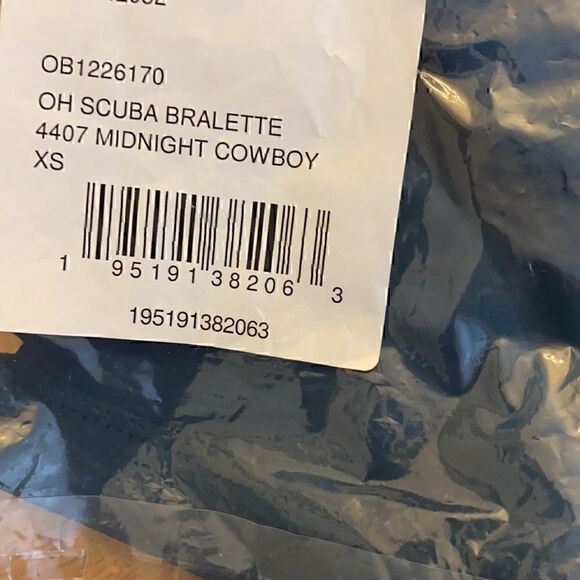 OB1226170
OH SCUBA BRALETTE
4407 MIDNIGHT COWBOY
XS
1 95191 38206 3
195191382063